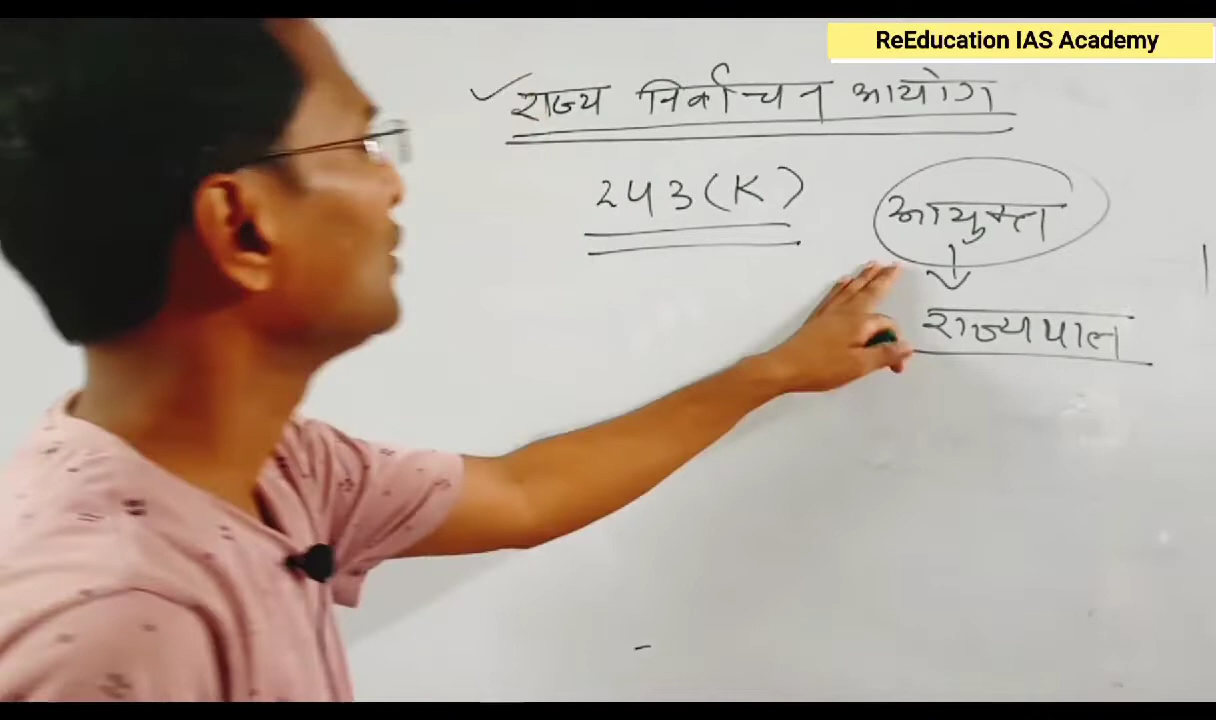 ReEducation IAS Academy
राज्य निर्वाचन आयोग
243(K)
आयुक्त
राज्यपाल